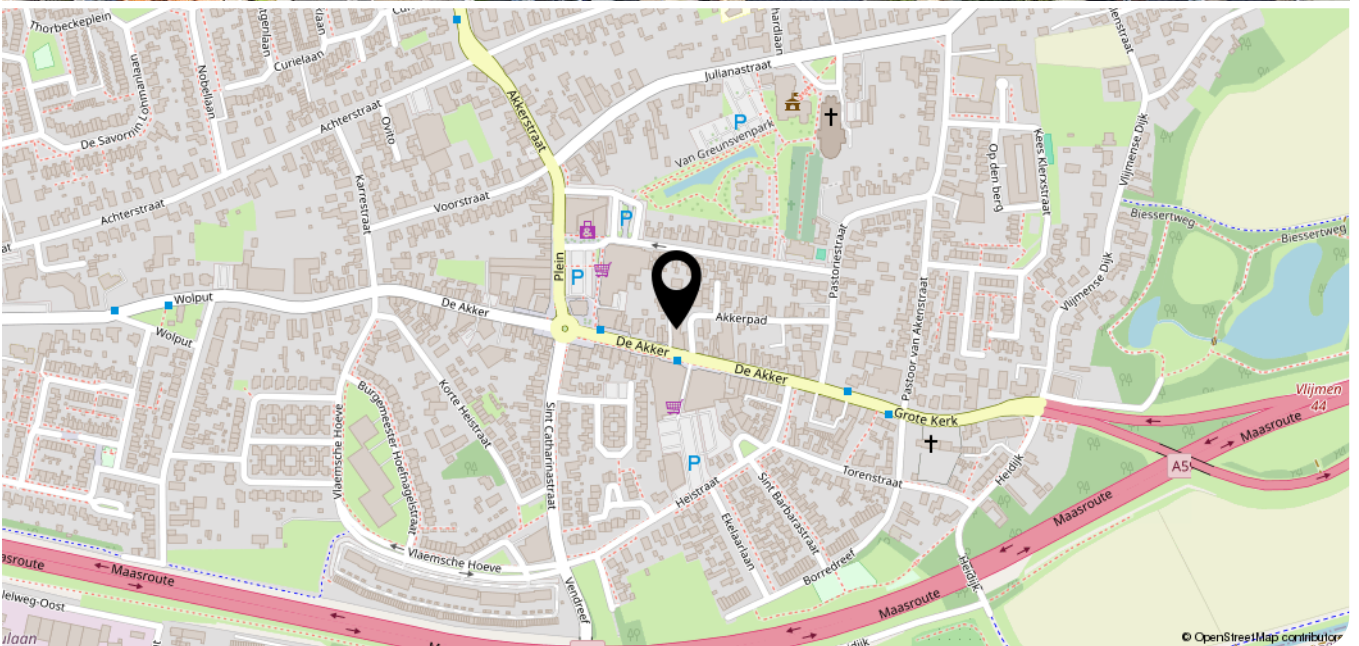 Thorbeckeplein
Nobellaan
Curielaan
De Savornin Lohmanlaan
Achterstraat
Ovito
Akkerstraat
Julianastraat
P
Van Greunsvenpark
Op den berg
Kees Klerxstraat
Vlijmense Dijk
Achterstraat
Karrestraat
Voorstraat
P
Pastoriestraat
Biessertweg
Biessertweg
Plein
P
Vlijmense Dijk
Wolput
De Akker
Akkerpad
Pastoor van Akenstraat
Wolput
De Akker
De Akker
Vlijmen
44
Korte Heistraat
Burgemeester Hoefnagelstraat
Vlaemsche Hoeve
Sint Catharinastraat
Grote Kerk
Maasroute
P
Heistraat
Torenstraat
Heidijk
A59
Sint Barbarastraat
Ekelaarlaan
Maasroute
Vlaemsche Hoeve
Borredreef
Heidijk
Maasroute
Vendreef
Maasroute
© OpenStreetMap contributors